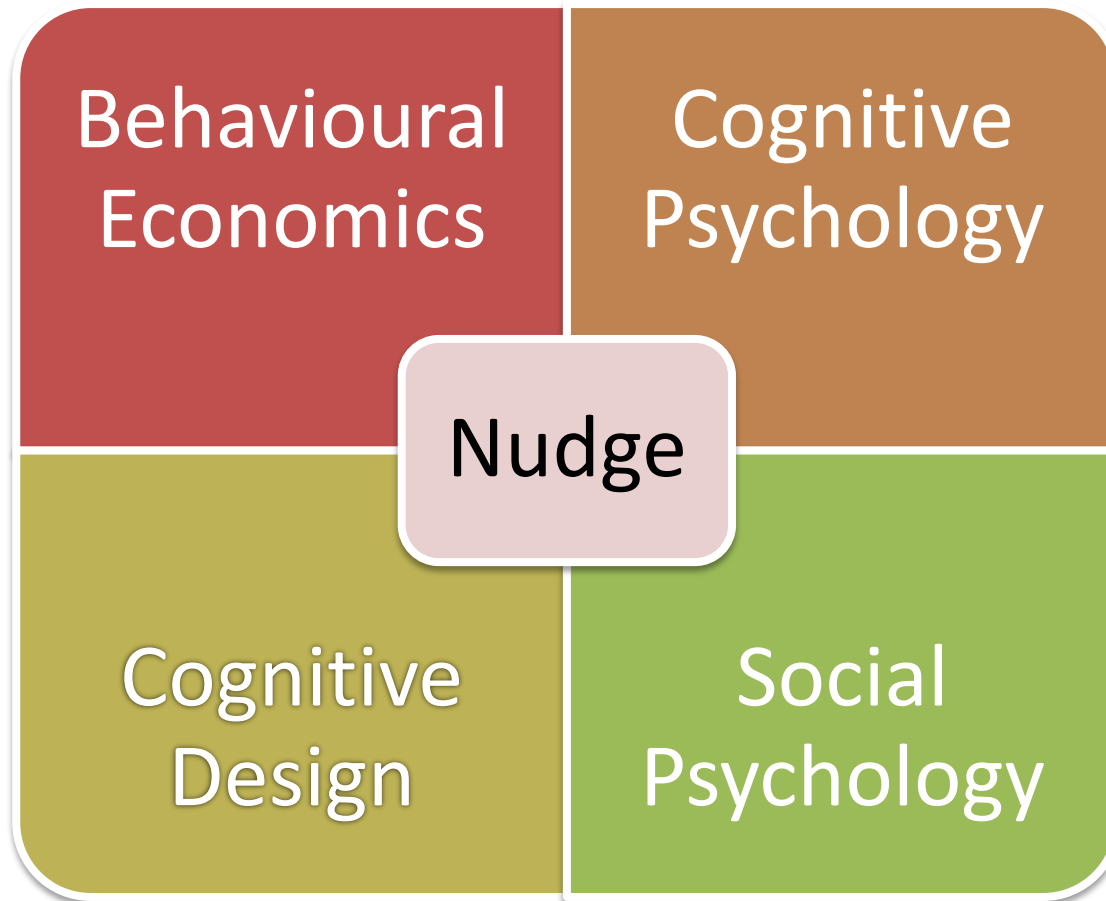 Behavioural
Economics
Cognitive
Psychology
Nudge
Cognitive
Design
Social
Psychology